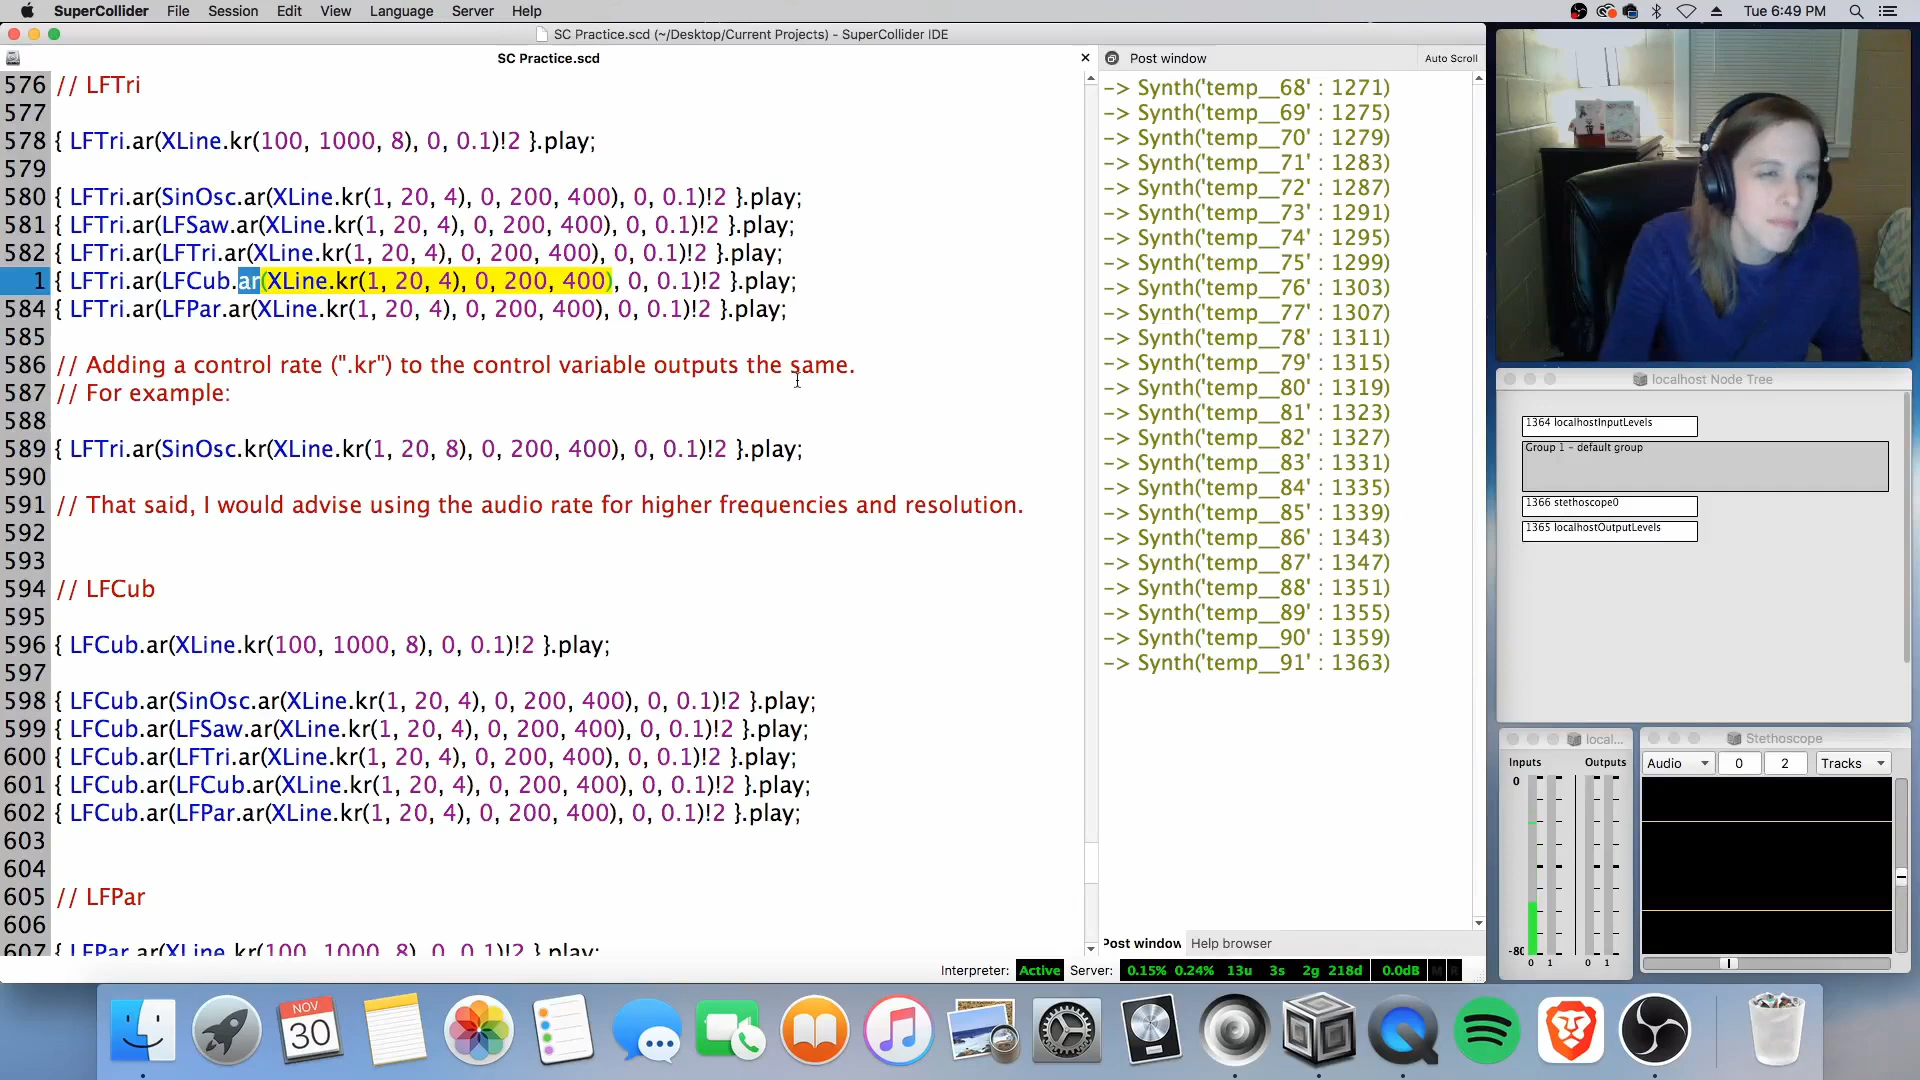 SuperCollider File Session Edit View Language Server Help Tue 6:49 PM
SC Practice.scd (~/Desktop/Current Projects) - SuperCollider IDE
SC Practice.scd
576 // LFTri
577
578 { LFTri.ar(XLine.kr(100, 1000, 8), 0, 0.1)!2 }.play;
579
580 { LFTri.ar(SinOsc.ar(XLine.kr(1, 20, 4), 0, 200, 400), 0, 0.1)!2 }.play;
581 { LFTri.ar(LFSaw.ar(XLine.kr(1, 20, 4), 0, 200, 400), 0, 0.1)!2 }.play;
582 { LFTri.ar(LFTri.ar(XLine.kr(1, 20, 4), 0, 200, 400), 0, 0.1)!2 }.play;
1 { LFTri.ar(LFCub.ar(XLine.kr(1, 20, 4), 0, 200, 400), 0, 0.1)!2 }.play;
584 { LFTri.ar(LFPar.ar(XLine.kr(1, 20, 4), 0, 200, 400), 0, 0.1)!2 }.play;
585
586 // Adding a control rate (".kr") to the control variable outputs the same.
587 // For example:
588
589 { LFTri.ar(SinOsc.kr(XLine.kr(1, 20, 8), 0, 200, 400), 0, 0.1)!2 }.play;
590
591 // That said, I would advise using the audio rate for higher frequencies and resolution.
592
593
594 // LFCub
595
596 { LFCub.ar(XLine.kr(100, 1000, 8), 0, 0.1)!2 }.play;
597
598 { LFCub.ar(SinOsc.ar(XLine.kr(1, 20, 4), 0, 200, 400), 0, 0.1)!2 }.play;
599 { LFCub.ar(LFSaw.ar(XLine.kr(1, 20, 4), 0, 200, 400), 0, 0.1)!2 }.play;
600 { LFCub.ar(LFTri.ar(XLine.kr(1, 20, 4), 0, 200, 400), 0, 0.1)!2 }.play;
601 { LFCub.ar(LFCub.ar(XLine.kr(1, 20, 4), 0, 200, 400), 0, 0.1)!2 }.play;
602 { LFCub.ar(LFPar.ar(XLine.kr(1, 20, 4), 0, 200, 400), 0, 0.1)!2 }.play;
603
604
605 // LFPar
606
607 { LFPar.ar(XLine.kr(100, 1000, 8), 0, 0.1)!2 }.play;
Post window Auto Scroll
-> Synth('temp__68' : 1271)
-> Synth('temp__69' : 1275)
-> Synth('temp__70' : 1279)
-> Synth('temp__71' : 1283)
-> Synth('temp__72' : 1287)
-> Synth('temp__73' : 1291)
-> Synth('temp__74' : 1295)
-> Synth('temp__75' : 1299)
-> Synth('temp__76' : 1303)
-> Synth('temp__77' : 1307)
-> Synth('temp__78' : 1311)
-> Synth('temp__79' : 1315)
-> Synth('temp__80' : 1319)
-> Synth('temp__81' : 1323)
-> Synth('temp__82' : 1327)
-> Synth('temp__83' : 1331)
-> Synth('temp__84' : 1335)
-> Synth('temp__85' : 1339)
-> Synth('temp__86' : 1343)
-> Synth('temp__87' : 1347)
-> Synth('temp__88' : 1351)
-> Synth('temp__89' : 1355)
-> Synth('temp__90' : 1359)
-> Synth('temp__91' : 1363)
Post window Help browser
Interpreter: Active Server: 0.15% 0.24% 13u 3s 2g 218d 0.0dB M R
localhost Node Tree
1364 localhostInputLevels
Group 1 - default group
1366 stethoscope0
1365 localhostOutputLevels
local...
Inputs Outputs
0
-80
0 1 0 1
Stethoscope
Audio 0 2 Tracks
NOV
30